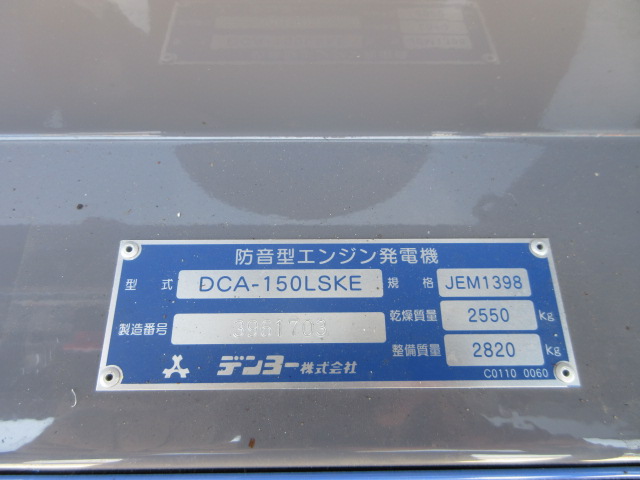 防音型エンジン発電機
型式 DCA-150LSKE 規格 JEM1398
製造番号 3951703 乾燥質量 2550 kg
整備質量 2820 kg
デンヨー株式会社
C0110 0060